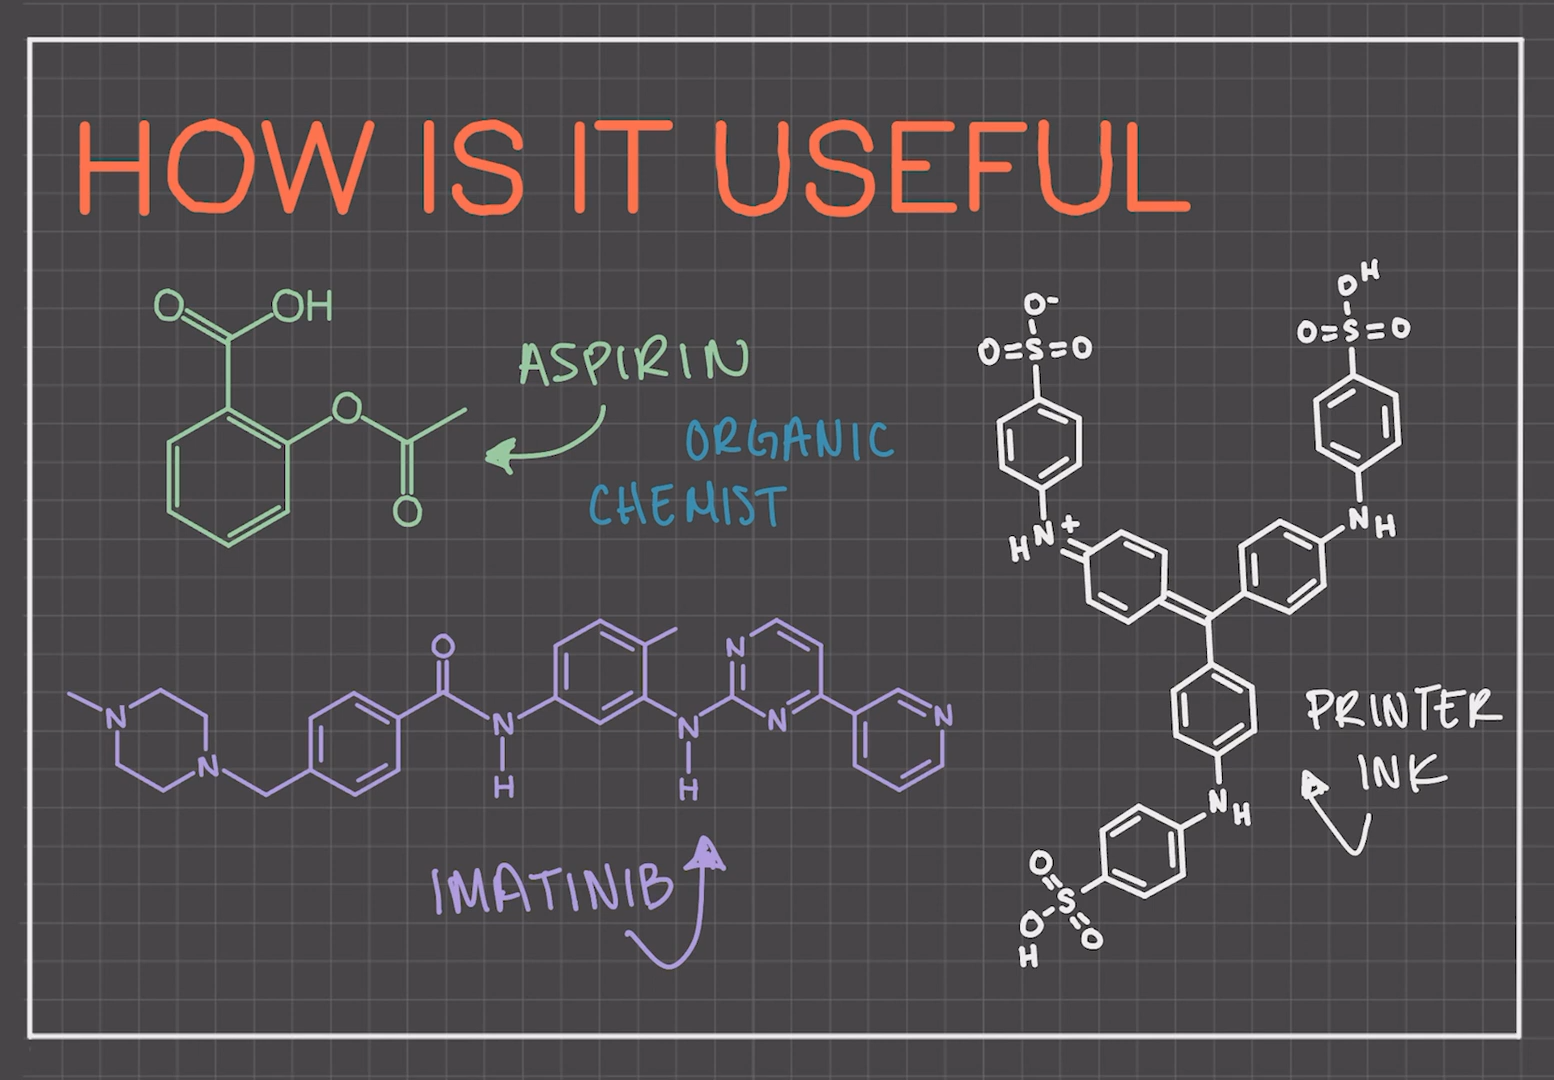 HOW IS IT USEFUL
O
OH
O
O
ASPIRIN
ORGANIC
CHEMIST
O
N
N
N
H
N
H
N
N
N
IMATINIB
O-
O=S=O
HN+
OH
O=S=O
NH
NH
O
S
O
O
H
PRINTER
INK